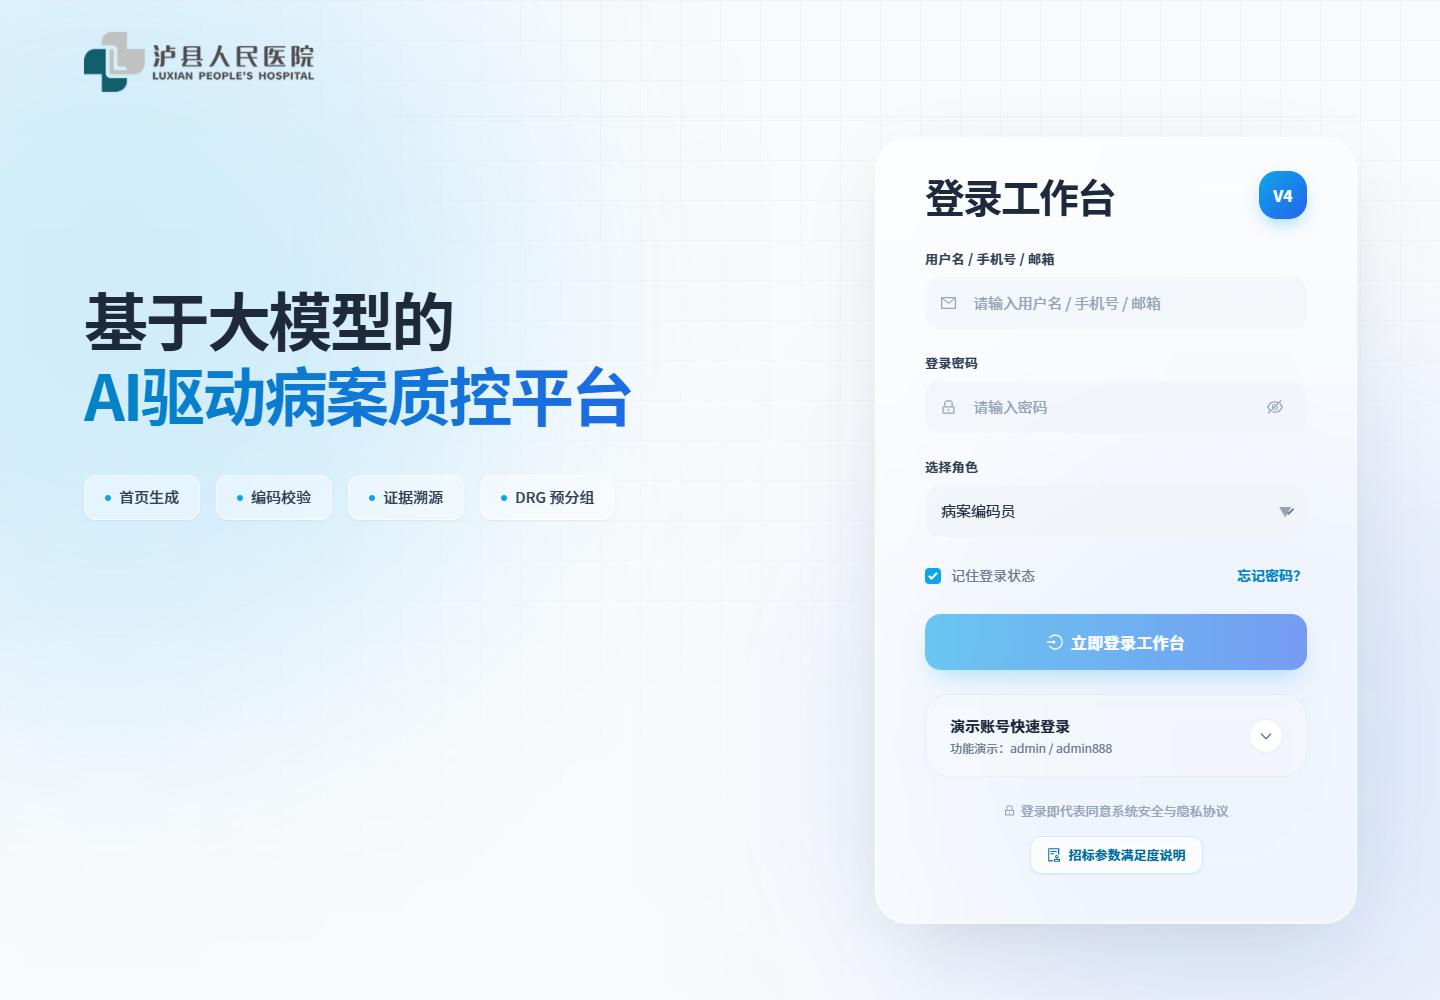 泸县人民医院
LUXIAN PEOPLE'S HOSPITAL
基于大模型的
AI驱动病案质控平台
首页生成
编码校验
证据溯源
DRG 预分组
登录工作台
V4
用户名 / 手机号 / 邮箱
请输入用户名 / 手机号 / 邮箱
登录密码
请输入密码
选择角色
病案编码员
记住登录状态
忘记密码?
立即登录工作台
演示账号快速登录
功能演示：admin / admin888
登录即代表同意系统安全与隐私协议
招标参数满足度说明